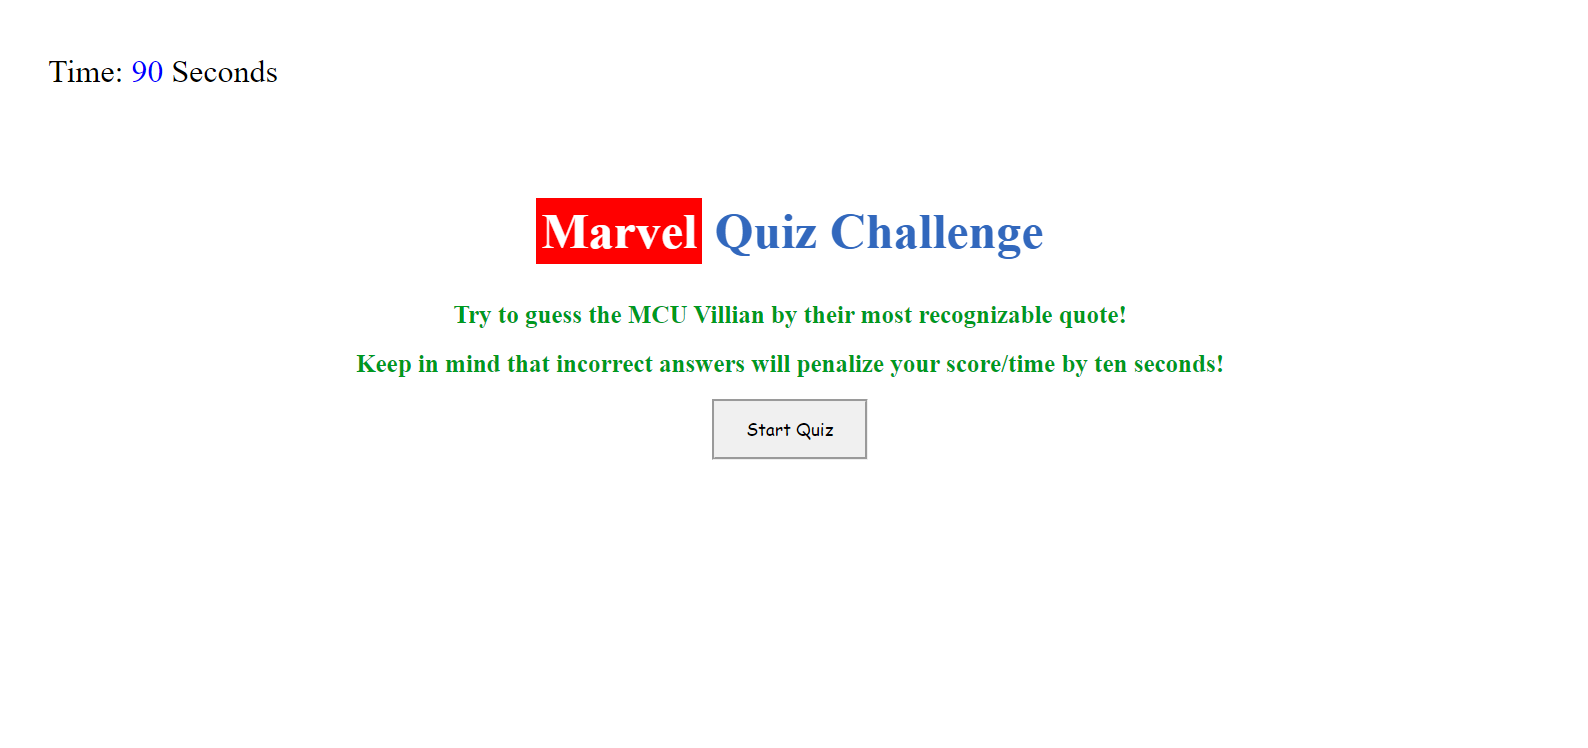 Time: 90 Seconds
Marvel Quiz Challenge
Try to guess the MCU Villian by their most recognizable quote!
Keep in mind that incorrect answers will penalize your score/time by ten seconds!
Start Quiz